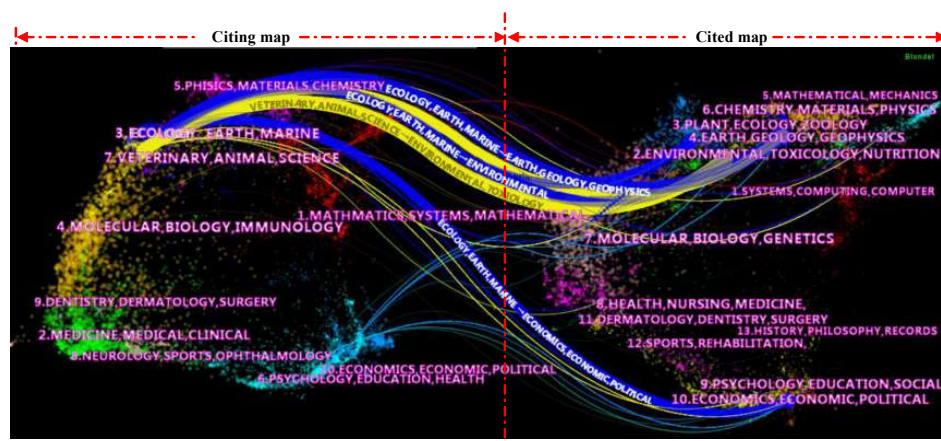 Citing map
Cited map
Blondel
5.PHISICS,MATERIALS,CHEMISTRY
3,ECOLOGY, EARTH,MARINE
7.VETERINARY,ANIMAL,SCIENCE
1.MATHMATICS,SYSTEMS,MATHEMATICAL
4.MOLECULAR,BIOLOGY,IMMUNOLOGY
9.DENTISTRY,DERMATOLOGY,SURGERY
2.MEDICINE,MEDICAL,CLINICAL
8.NEUROLOGY,SPORTS,OPHTHALMOLOGY
10.ECONOMICS,ECONOMIC,POLITICAL
6.PSYCHOLOGY,EDUCATION,HEALTH
ECOLOGY,EARTH,MARINE--EARTH,GEOLOGY,GEOPHYSICS
ECOLOGY,EARTH,MARINE--ENVIRONMENTAL
VETERINARY,ANIMAL,SCIENCE--ENVIRONMENTAL,TOXICOLOGY
ECOLOGY,EARTH,MARINE--ECONOMICS,ECONOMIC,POLITICAL
5.MATHEMATICAL,MECHANICS
6.CHEMISTRY,MATERIALS,PHYSICS
3.PLANT,ECOLOGY,ZOOLOGY
4.EARTH,GEOLOGY,GEOPHYSICS
2.ENVIRONMENTAL,TOXICOLOGY,NUTRITION
1.SYSTEMS,COMPUTING,COMPUTER
7.MOLECULAR,BIOLOGY,GENETICS
8.HEALTH,NURSING,MEDICINE,
11.DERMATOLOGY,DENTISTRY,SURGERY
13.HISTORY,PHILOSOPHY,RECORDS
12.SPORTS,REHABILITATION,
9.PSYCHOLOGY,EDUCATION,SOCIAL
10.ECONOMICS,ECONOMIC,POLITICAL